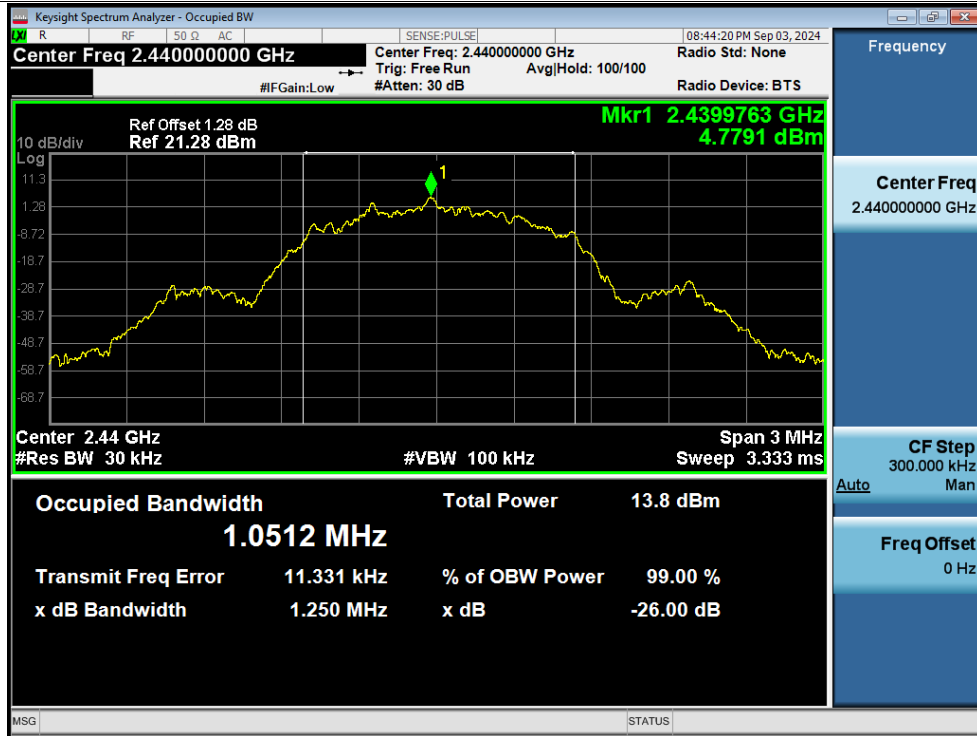 Keysight Spectrum Analyzer - Occupied BW
LXI R RF 50 Ω AC SENSE:PULSE 08:44:20 PM Sep 03, 2024
Center Freq 2.440000000 GHz
Center Freq: 2.440000000 GHz
Radio Std: None
Trig: Free Run Avg|Hold: 100/100
#IFGain:Low #Atten: 30 dB Radio Device: BTS
Mkr1 2.4399763 GHz
4.7791 dBm
Ref Offset 1.28 dB
10 dB/div Ref 21.28 dBm
Log
1
11.3
1.28
-8.72
-18.7
-28.7
-38.7
-48.7
-58.7
-68.7
Center 2.44 GHz Span 3 MHz
#Res BW 30 kHz #VBW 100 kHz Sweep 3.333 ms
Occupied Bandwidth Total Power 13.8 dBm
1.0512 MHz
Transmit Freq Error 11.331 kHz % of OBW Power 99.00 %
x dB Bandwidth 1.250 MHz x dB -26.00 dB
Frequency
Center Freq
2.440000000 GHz
CF Step
300.000 kHz
Auto Man
Freq Offset
0 Hz
MSG STATUS